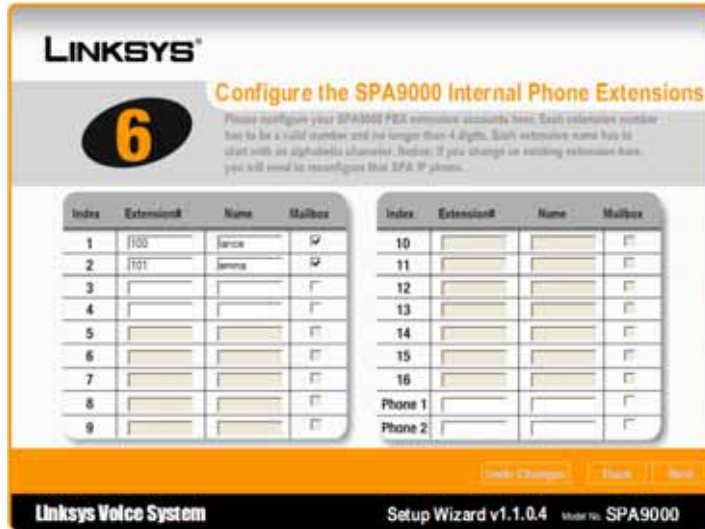 LINKSYS®
Configure the SPA9000 Internal Phone Extensions
6
Please configure your SPA9000 PBX extension accounts here. Each extension number
has to be a valid number and no longer than 4 digits. Each extension name has to
start with an alphabetic character. Notice: If you change an existing extension here,
you will need to reconfigure that SPA IP phone.
Index Extension# Name Mailbox Index Extension# Name Mailbox
1 100 lance 10
2 101 jenna 11
3 12
4 13
5 14
6 15
7 16
8 Phone 1
9 Phone 2
Undo Changes Back Next
Linksys Voice System Setup Wizard v1.1.0.4 Model No. SPA9000